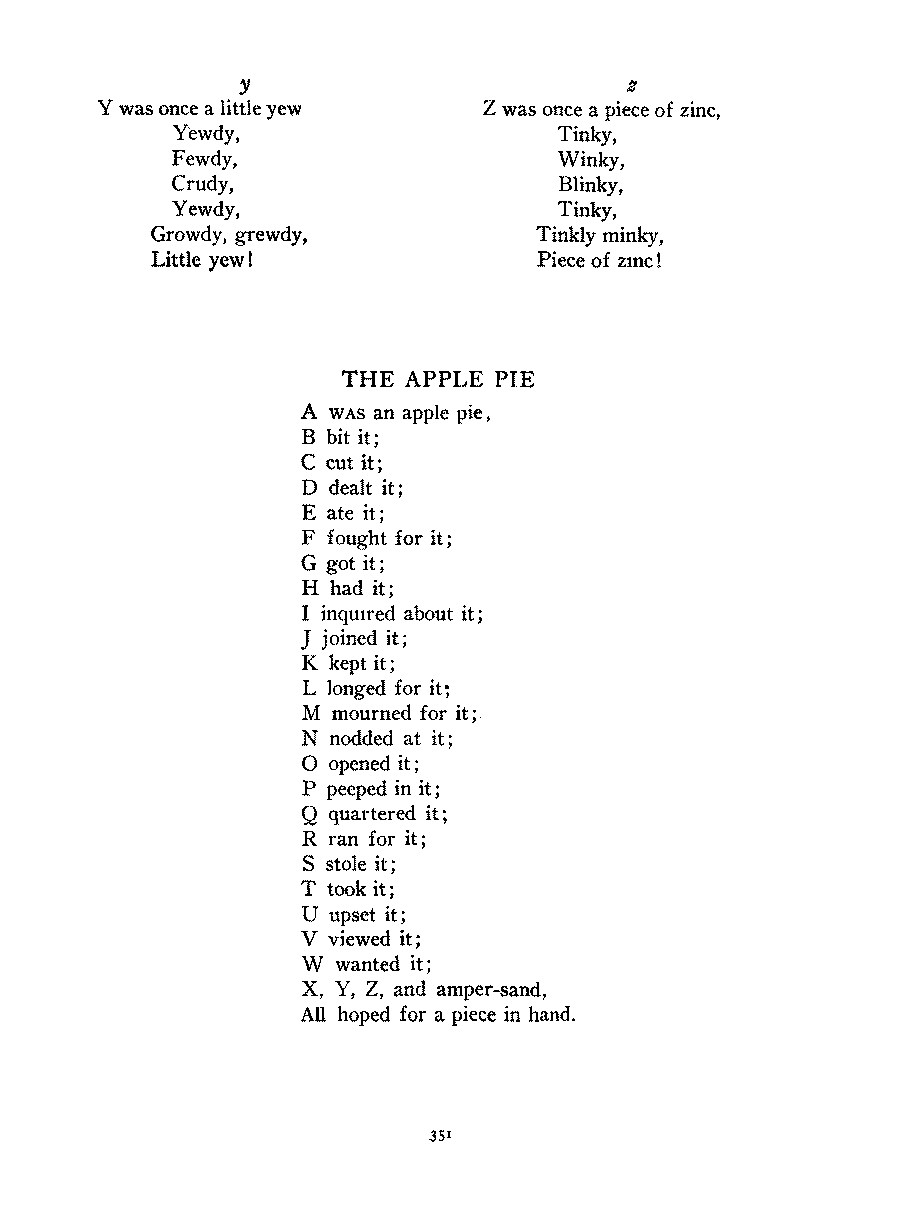 y
Y was once a little yew
Yewdy,
Fewdy,
Crudy,
Yewdy,
Growdy, grewdy,
Little yew!
z
Z was once a piece of zinc,
Tinky,
Winky,
Blinky,
Tinky,
Tinkly minky,
Piece of zinc!
THE APPLE PIE
A WAS an apple pie,
B bit it;
C cut it;
D dealt it;
E ate it;
F fought for it;
G got it;
H had it;
I inquired about it;
J joined it;
K kept it;
L longed for it;
M mourned for it;
N nodded at it;
O opened it;
P peeped in it;
Q quartered it;
R ran for it;
S stole it;
T took it;
U upset it;
V viewed it;
W wanted it;
X, Y, Z, and amper-sand,
All hoped for a piece in hand.
351